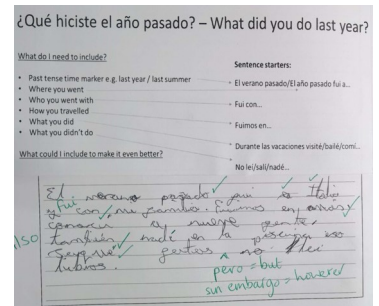 ¿Qué hiciste el año pasado? – What did you do last year?
What do I need to include?
• Past tense time marker e.g. last year / last summer
• Where you went
• Who you went with
• How you travelled
• What you did
• What you didn't do
What could I include to make it even better?
Sentence starters:
El verano pasado/El año pasado fui a...
Fui con...
Fuimos en...
Durante las vacaciones visité/bailé/comí...
No leí/salí/nadé...
El verano pasado fui a Italia
fui
y con mi familia. Fuimos en
a gente
también nadé en la piscina
no leí
libros.
pero = but
sin embargo = however